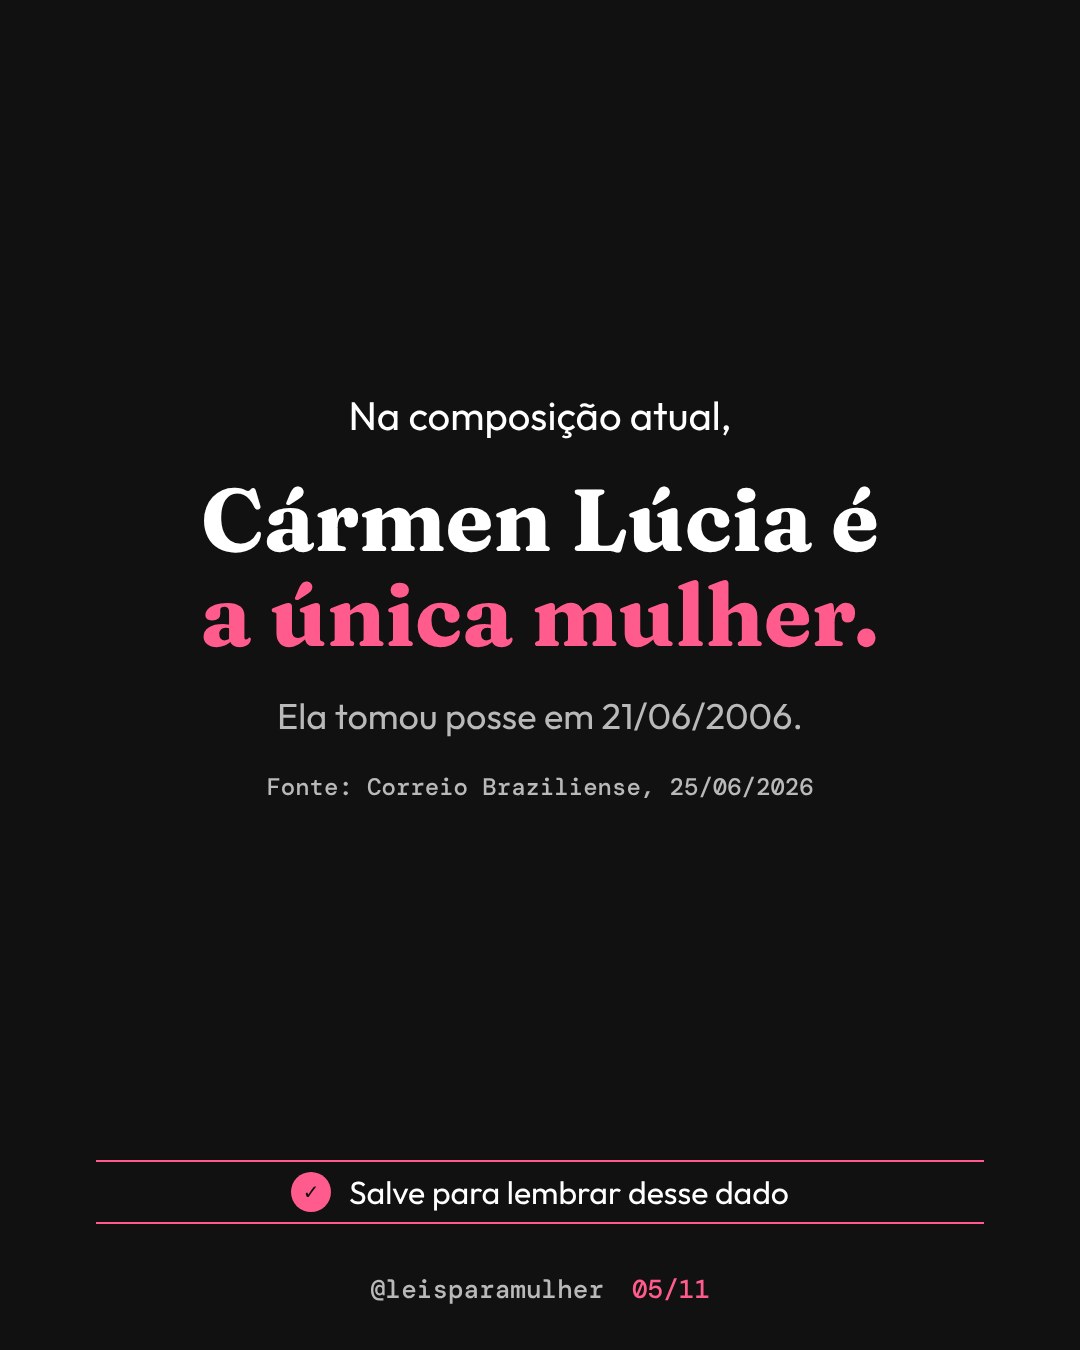 Na composição atual,
Cármen Lúcia é
a única mulher.
Ela tomou posse em 21/06/2006.
Fonte: Correio Braziliense, 25/06/2026
✓ Salve para lembrar desse dado
@leisparamulher 05/11